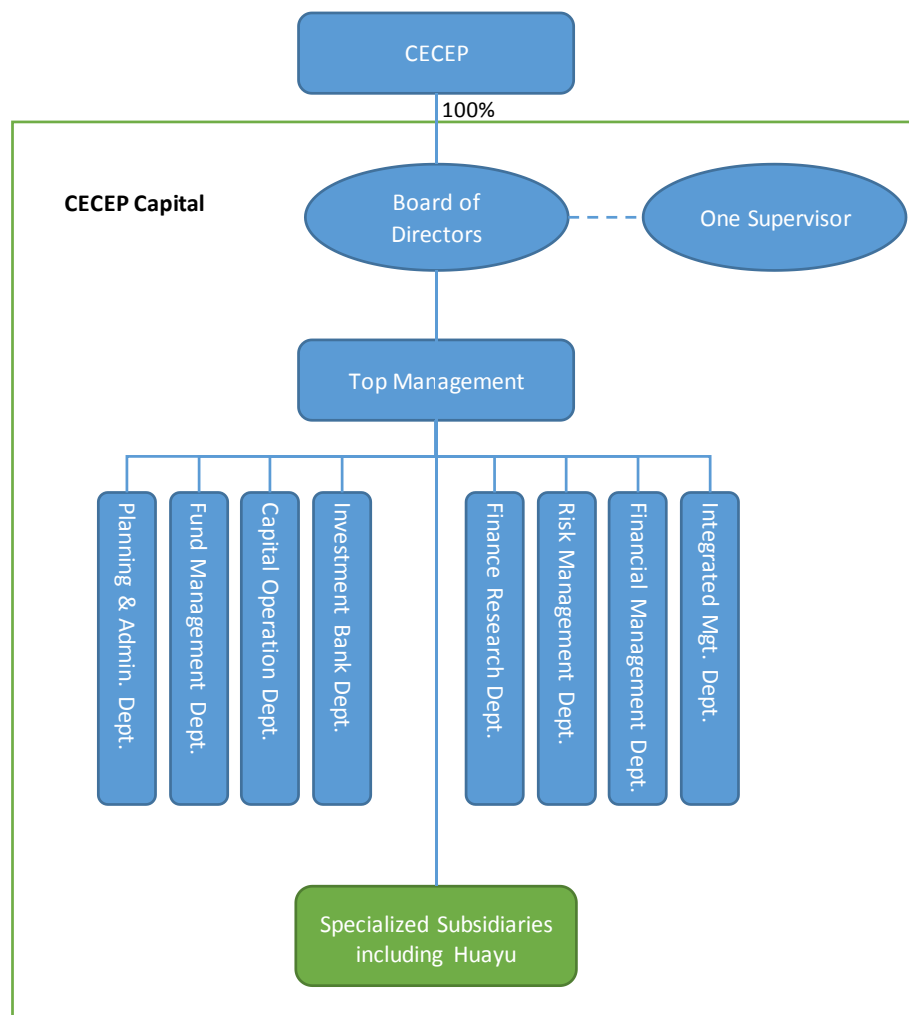 CECEP
100%
CECEP Capital
Board of
Directors
One Supervisor
Top Management
Planning & Admin. Dept.
Fund Management Dept.
Capital Operation Dept.
Investment Bank Dept.
Finance Research Dept.
Risk Management Dept.
Financial Management Dept.
Integrated Mgt. Dept.
Specialized Subsidiaries
including Huayu